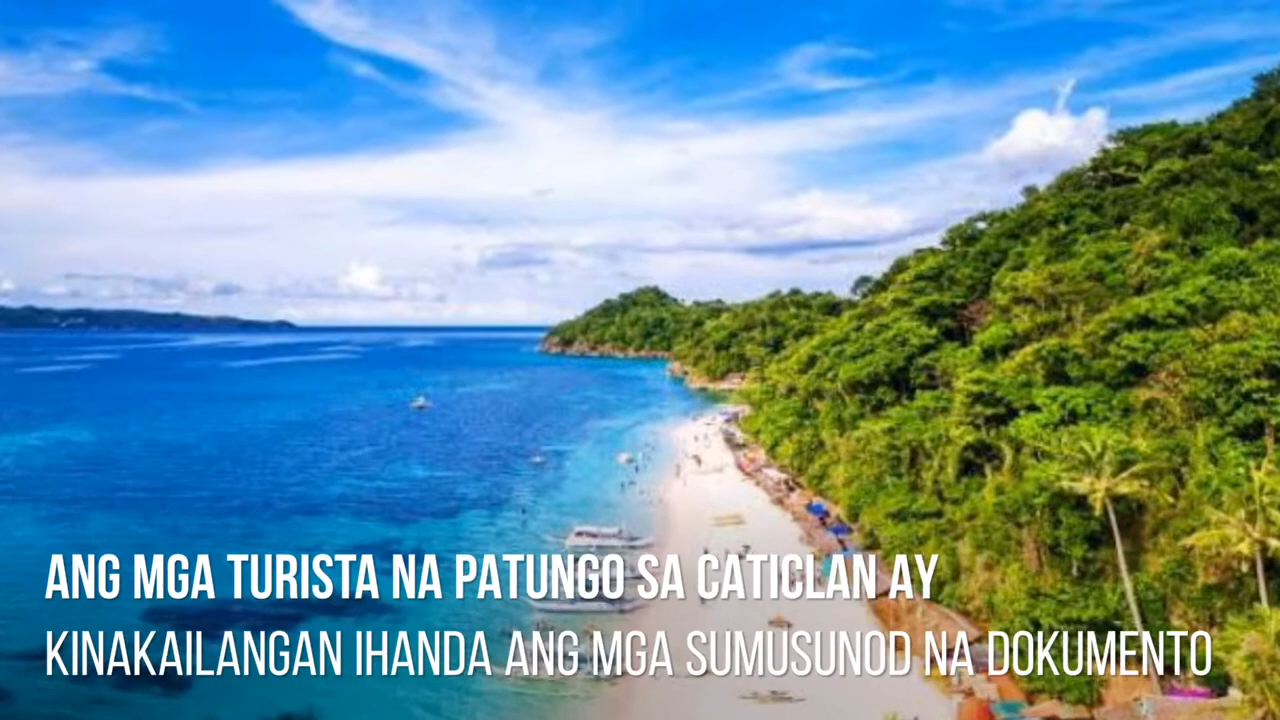 ANG MGA TURISTA NA PATUNGO SA CATICLAN AY
KINAKAILANGAN IHANDA ANG MGA SUMUSUNOD NA DOKUMENTO